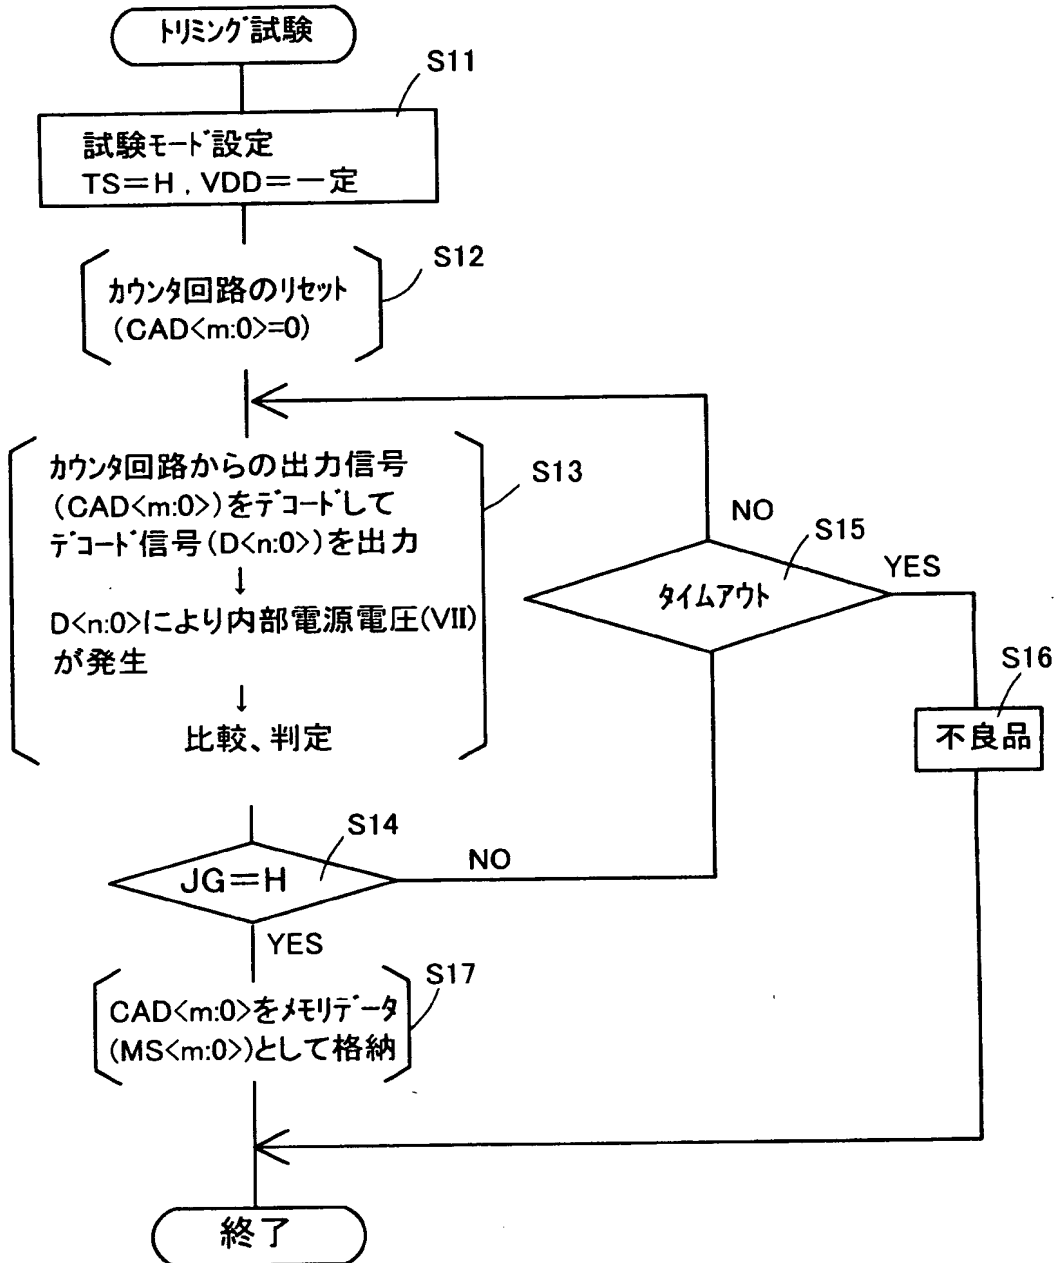 トリミング試験
S11
試験モード設定
TS=H , VDD=一定
S12
カウンタ回路のリセット
(CAD<m:0>=0)
カウンタ回路からの出力信号
(CAD<m:0>)をデコードして
デコード信号(D<n:0>)を出力
↓
D<n:0>により内部電源電圧(VII)
が発生
↓
比較、判定
S13
NO
S15
タイムアウト
YES
S16
不良品
S14
JG=H
NO
YES
S17
CAD<m:0>をメモリデータ
(MS<m:0>)として格納
終了